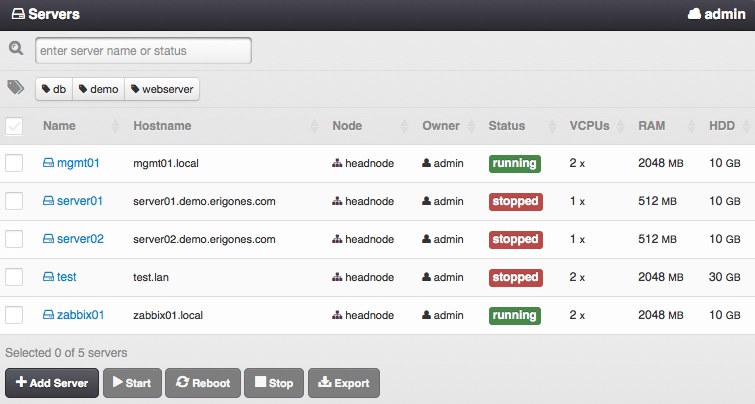 Servers admin
enter server name or status
db demo webserver
Name Hostname Node Owner Status VCPUs RAM HDD
mgmt01 mgmt01.local headnode admin running 2 x 2048 MB 10 GB
server01 server01.demo.erigones.com headnode admin stopped 1 x 512 MB 10 GB
server02 server02.demo.erigones.com headnode admin stopped 1 x 512 MB 10 GB
test test.lan headnode admin stopped 2 x 2048 MB 30 GB
zabbix01 zabbix01.local headnode admin running 2 x 2048 MB 10 GB
Selected 0 of 5 servers
Add Server Start Reboot Stop Export